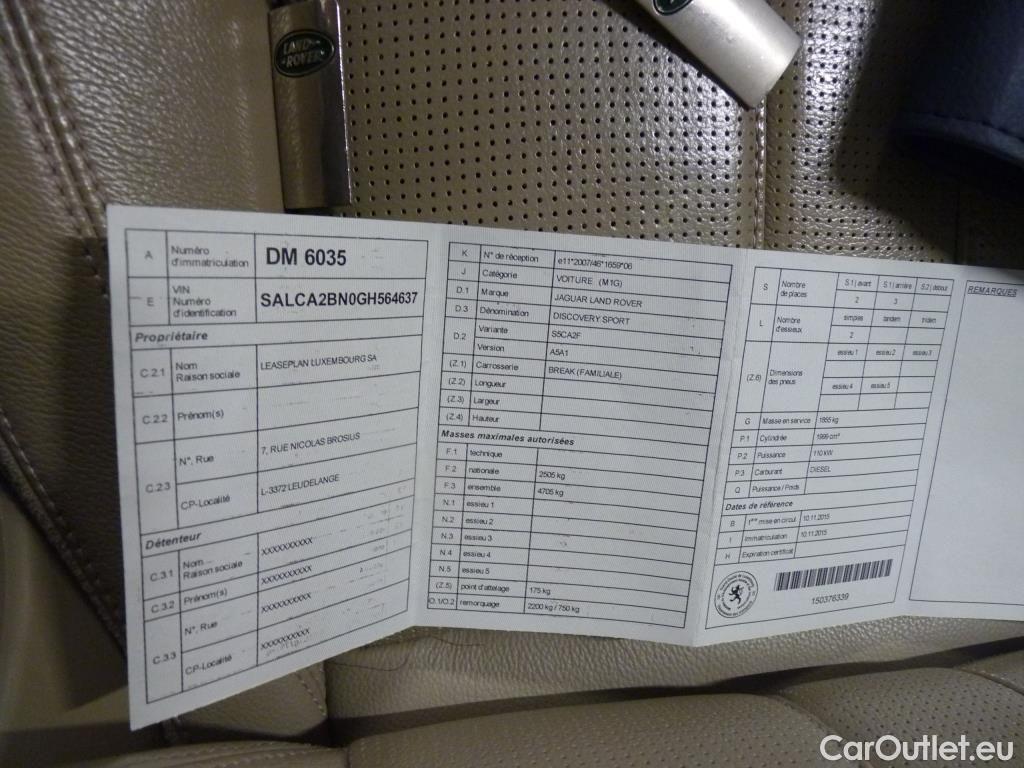 LAND
ROVER
A Numéro d'immatriculation DM 6035
E VIN Numéro d'identification SALCA2BN0GH564637
Propriétaire
C.2.1 Nom Raison sociale LEASEPLAN LUXEMBOURG SA
C.2.2 Prénom(s)
C.2.3 N°, Rue 7, RUE NICOLAS BROSIUS
CP-Localité L-3372 LEUDELANGE
Détenteur
C.3.1 Nom Raison sociale XXXXXXXXXX
C.3.2 Prénom(s) XXXXXXXXXX
C.3.3 N°, Rue XXXXXXXXXX
CP-Localité XXXXXXXXXX
K N° de réception e11*2007/46*1659*06
J Catégorie VOITURE (M1G)
D.1 Marque JAGUAR LAND ROVER
D.3 Dénomination DISCOVERY SPORT
D.2 Variante S5CA2F
Version A5A1
(Z.1) Carrosserie BREAK (FAMILIALE)
(Z.2) Longueur
(Z.3) Largeur
(Z.4) Hauteur
Masses maximales autorisées
F.1 technique
F.2 nationale 2505 kg
F.3 ensemble 4705 kg
N.1 essieu 1
N.2 essieu 2
N.3 essieu 3
N.4 essieu 4
N.5 essieu 5
(Z.5) point d'attelage 175 kg
O.1/O.2 remorquage 2200 kg / 750 kg
S Nombre de places S.1 | avant S.1 | arrière S.2 | debout
2 3
L Nombre d'essieux simples tandem tridem
2
(Z.6) Dimensions des pneus essieu 1 essieu 2 essieu 3
essieu 4 essieu 5
G Masse en service 1855 kg
P.1 Cylindrée 1999 cm³
P.2 Puissance 110 KW
P.3 Carburant DIESEL
Q Puissance / Poids
Dates de référence
B 1ère mise en circul 10.11.2015
I Immatriculation 10.11.2015
H Expiration certificat
150376339
REMARQUES
CarOutlet.eu